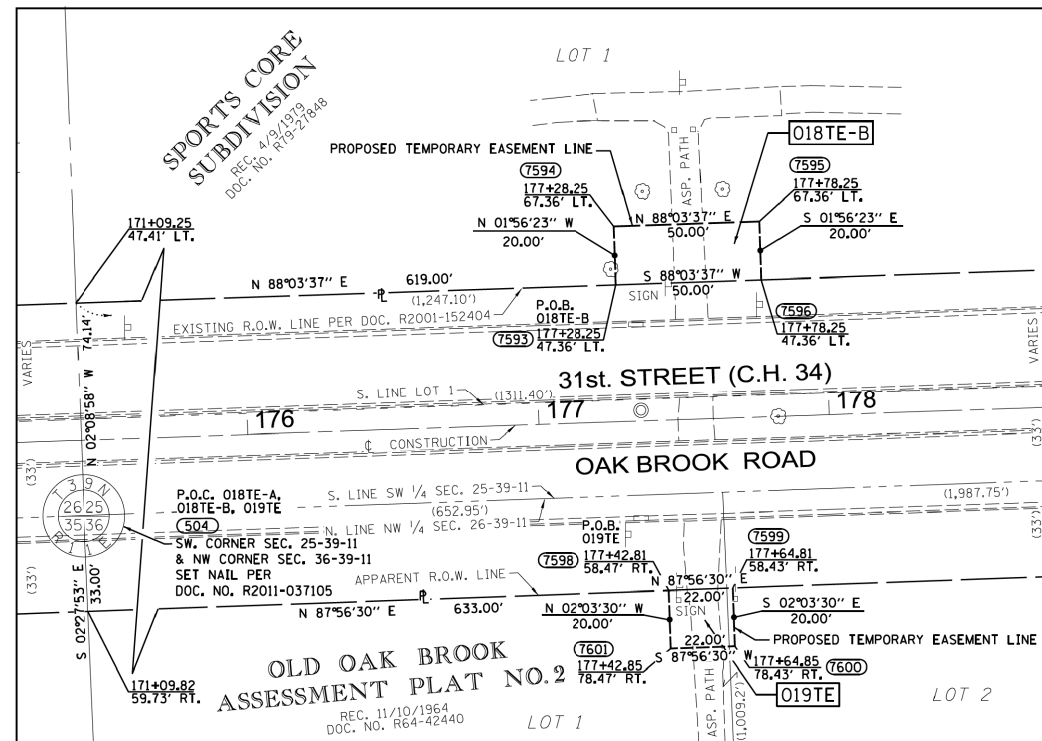 LOT 1
SPORTS CORE
SUBDIVISION
REC. 4/9/1979
DOC. NO. R79-27848
018TE-B
PROPOSED TEMPORARY EASEMENT LINE
ASP. PATH
7594
177+28.25
67.36' LT.
7595
177+78.25
67.36' LT.
171+09.25
47.41' LT.
N 01°56'23" W
20.00'
N 88°03'37" E
50.00'
S 01°56'23" E
20.00'
N 88°03'37" E 619.00'
(1,247.10')
PL
S 88°03'37" W
50.00'
SIGN
EXISTING R.O.W. LINE PER DOC. R2001-152404
P.O.B.
018TE-B
7593 177+28.25
47.36' LT.
7596
177+78.25
47.36' LT.
VARIES
VARIES
N 02°08'58" W 74.14'
31st. STREET (C.H. 34)
S. LINE LOT 1 (1311.40')
176
177
178
℄ CONSTRUCTION
OAK BROOK ROAD
(33')
(33')
T39N
26 25
35 36
R11E
P.O.C. 018TE-A,
018TE-B, 019TE
504
SW. CORNER SEC. 25-39-11
& NW CORNER SEC. 36-39-11
SET NAIL PER
DOC. NO. R2011-037105
S. LINE SW ¼ SEC. 25-39-11
(652.95')
(1,987.75')
N. LINE NW ¼ SEC. 26-39-11
P.O.B.
019TE
7598 177+42.81
58.47' RT.
7599
177+64.81
58.43' RT.
(33')
(33')
S 02°27'53" E
33.00'
APPARENT R.O.W. LINE
PL
N 87°56'30" E 633.00'
N 87°56'30" E
22.00'
N 02°03'30" W
20.00'
SIGN
S 02°03'30" E
20.00'
PROPOSED TEMPORARY EASEMENT LINE
22.00'
S 87°56'30" W
7601
177+42.85
78.47' RT.
177+64.85 7600
78.43' RT.
171+09.82
59.73' RT.
OLD OAK BROOK
ASSESSMENT PLAT NO. 2
REC. 11/10/1964
DOC. NO. R64-42440
LOT 1
ASP. PATH
(1,009.2')
019TE
LOT 2